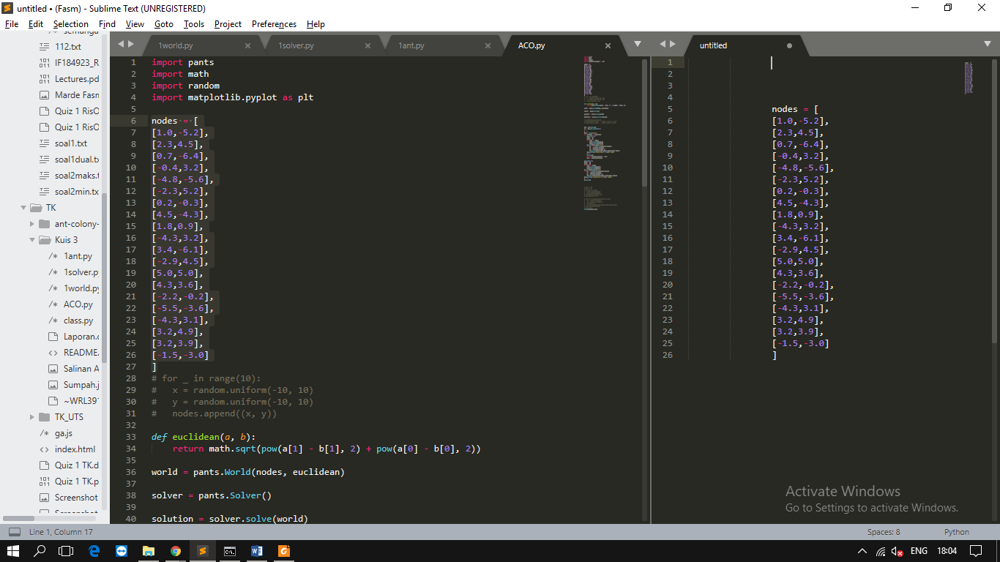 untitled • (Fasm) - Sublime Text (UNREGISTERED)
File Edit Selection Find View Goto Tools Project Preferences Help
112.txt
IF184923_R
Lectures.pd
Marde Fasm
Quiz 1 RisO
Quiz 1 RisO
soal1.txt
soal1dual.tx
soal2maks.t
soal2min.tx
TK
ant-colony-
Kuis 3
/* 1ant.py
/* 1solver.py
/* 1world.py
/* ACO.py
/* class.py
Laporan.
<> README.
Salinan A
Sumpah.j
~WRL39
TK_UTS
/* ga.js
<> index.html
Quiz 1 TK.d
Quiz 1 TK.p
Screenshot
1world.py × 1solver.py × 1ant.py × ACO.py ×
1 import pants
2 import math
3 import random
4 import matplotlib.pyplot as plt
5
6 nodes = [
7 [1.0,-5.2],
8 [2.3,4.5],
9 [0.7,-6.4],
10 [-0.4,3.2],
11 [-4.8,-5.6],
12 [-2.3,5.2],
13 [0.2,-0.3],
14 [4.5,-4.3],
15 [1.8,0.9],
16 [-4.3,3.2],
17 [3.4,-6.1],
18 [-2.9,4.5],
19 [5.0,5.0],
20 [4.3,3.6],
21 [-2.2,-0.2],
22 [-5.5,-3.6],
23 [-4.3,3.1],
24 [3.2,4.9],
25 [3.2,3.9],
26 [-1.5,-3.0]
27 ]
28 # for _ in range(10):
29 #   x = random.uniform(-10, 10)
30 #   y = random.uniform(-10, 10)
31 #   nodes.append((x, y))
32
33 def euclidean(a, b):
34     return math.sqrt(pow(a[1] - b[1], 2) + pow(a[0] - b[0], 2))
35
36 world = pants.World(nodes, euclidean)
37
38 solver = pants.Solver()
39
40 solution = solver.solve(world)
untitled
1
2
3
4
5 nodes = [
6 [1.0,-5.2],
7 [2.3,4.5],
8 [0.7,-6.4],
9 [-0.4,3.2],
10 [-4.8,-5.6],
11 [-2.3,5.2],
12 [0.2,-0.3],
13 [4.5,-4.3],
14 [1.8,0.9],
15 [-4.3,3.2],
16 [3.4,-6.1],
17 [-2.9,4.5],
18 [5.0,5.0],
19 [4.3,3.6],
20 [-2.2,-0.2],
21 [-5.5,-3.6],
22 [-4.3,3.1],
23 [3.2,4.9],
24 [3.2,3.9],
25 [-1.5,-3.0]
26 ]
Activate Windows
Go to Settings to activate Windows.
Line 1, Column 17 Spaces: 8 Python
ENG 18:04